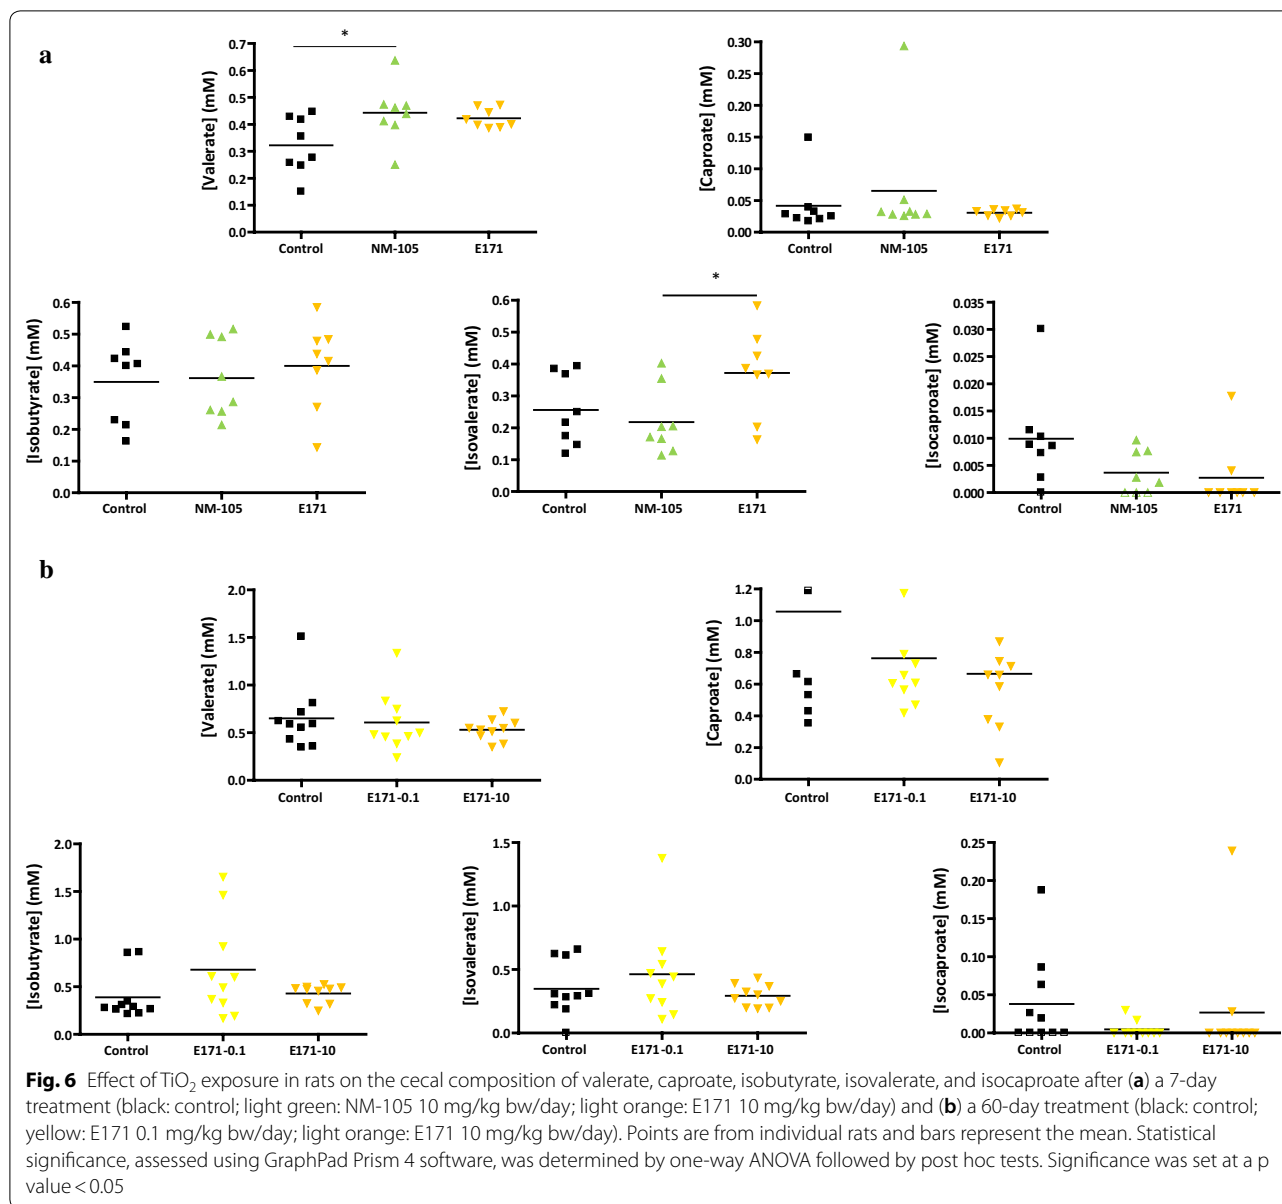 a
*
[Valerate] (mM)
0.7
0.6
0.5
0.4
0.3
0.2
0.1
0.0
Control NM-105 E171
[Caproate] (mM)
0.30
0.25
0.20
0.15
0.10
0.05
0.00
Control NM-105 E171
[Isobutyrate] (mM)
0.6
0.5
0.4
0.3
0.2
0.1
0.0
Control NM-105 E171
*
[Isovalerate] (mM)
0.6
0.5
0.4
0.3
0.2
0.1
0.0
Control NM-105 E171
[Isocaproate] (mM)
0.035
0.030
0.025
0.020
0.015
0.010
0.005
0.000
Control NM-105 E171
b
[Valerate] (mM)
2.0
1.5
1.0
0.5
0.0
Control E171-0.1 E171-10
[Caproate] (mM)
1.2
1.0
0.8
0.6
0.4
0.2
0.0
Control E171-0.1 E171-10
[Isobutyrate] (mM)
2.0
1.5
1.0
0.5
0.0
Control E171-0.1 E171-10
[Isovalerate] (mM)
1.5
1.0
0.5
0.0
Control E171-0.1 E171-10
[Isocaproate] (mM)
0.25
0.20
0.15
0.10
0.05
0.00
Control E171-0.1 E171-10
Fig. 6 Effect of TiO₂ exposure in rats on the cecal composition of valerate, caproate, isobutyrate, isovalerate, and isocaproate after (a) a 7-day
treatment (black: control; light green: NM-105 10 mg/kg bw/day; light orange: E171 10 mg/kg bw/day) and (b) a 60-day treatment (black: control;
yellow: E171 0.1 mg/kg bw/day; light orange: E171 10 mg/kg bw/day). Points are from individual rats and bars represent the mean. Statistical
significance, assessed using GraphPad Prism 4 software, was determined by one-way ANOVA followed by post hoc tests. Significance was set at a p
value < 0.05